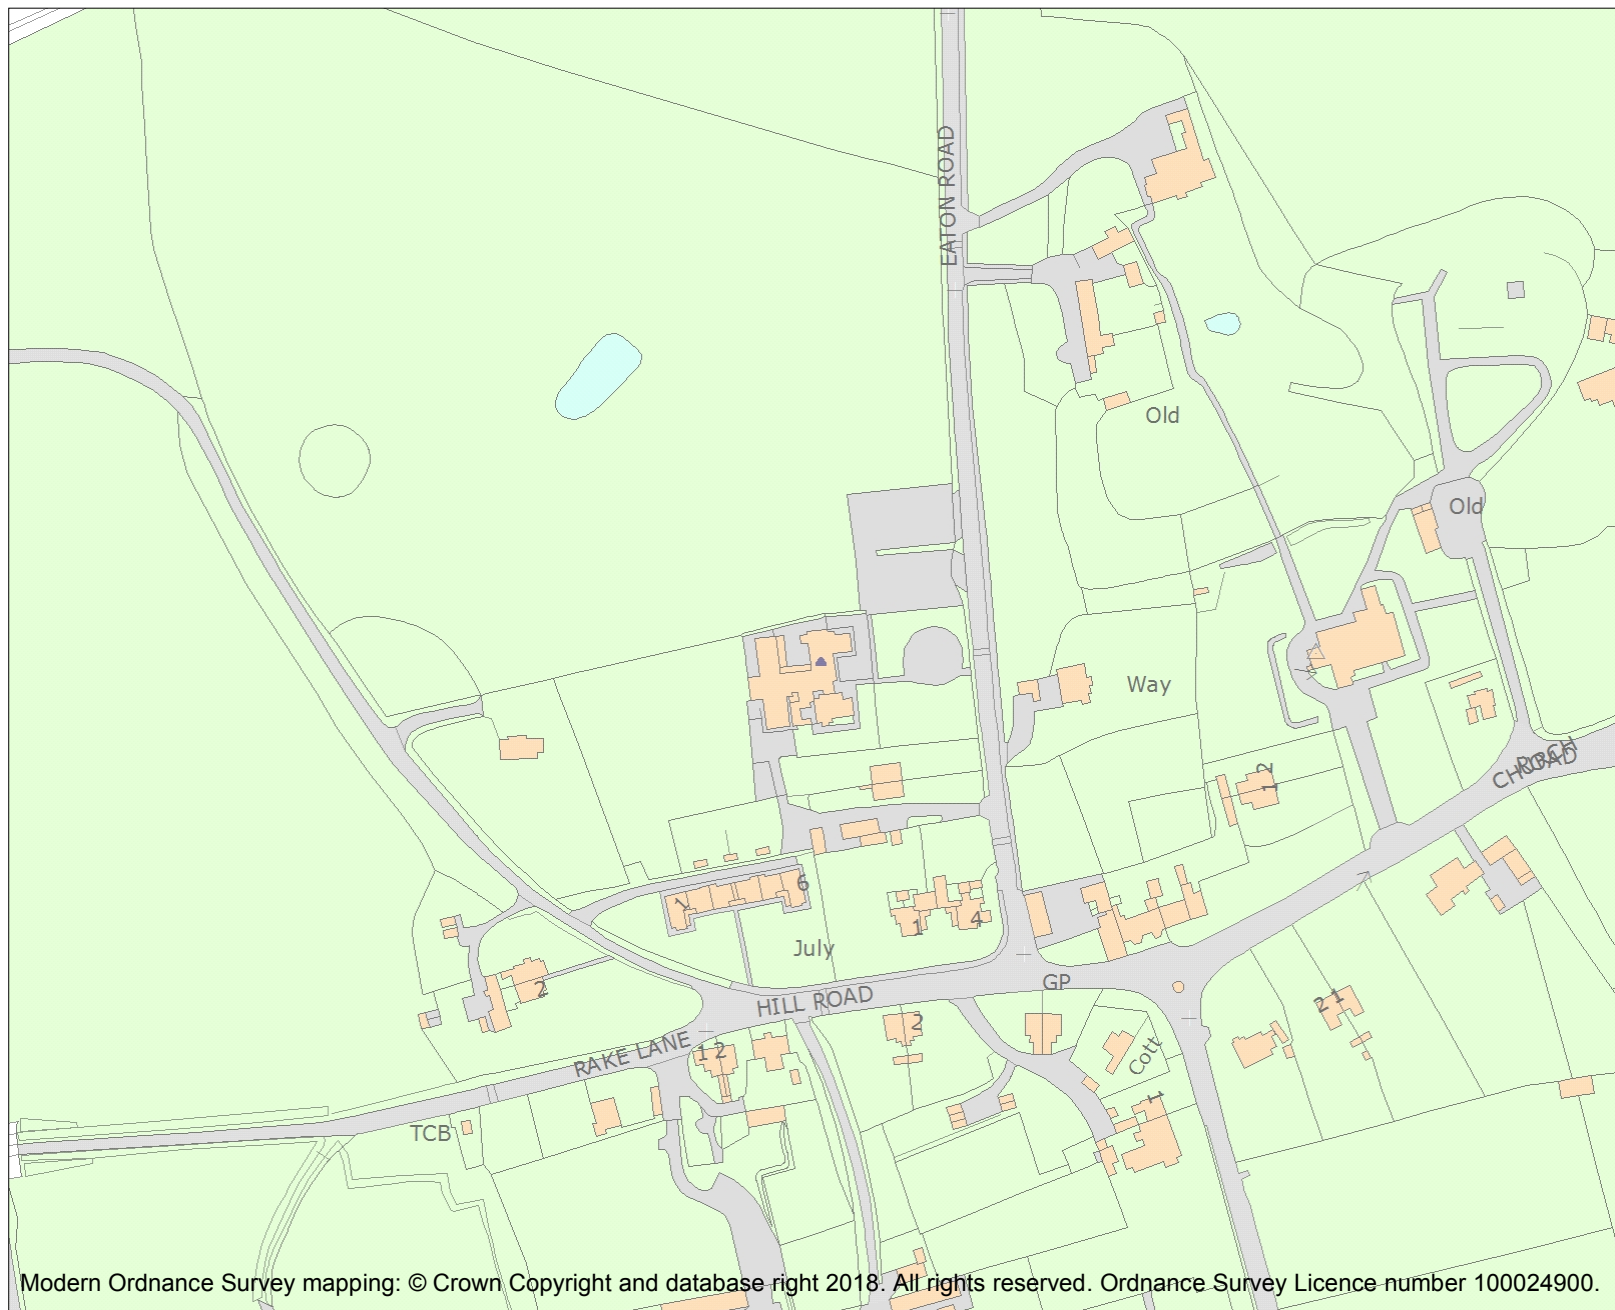 EATON ROAD
Old
Old
Way
CHURCH
ROAD
1 2
6
1
July
1
4
GP
HILL ROAD
2
RAKE LANE
1 2
2
2 1
Cott
1
TCB
Modern Ordnance Survey mapping: © Crown Copyright and database right 2018. All rights reserved. Ordnance Survey Licence number 100024900.